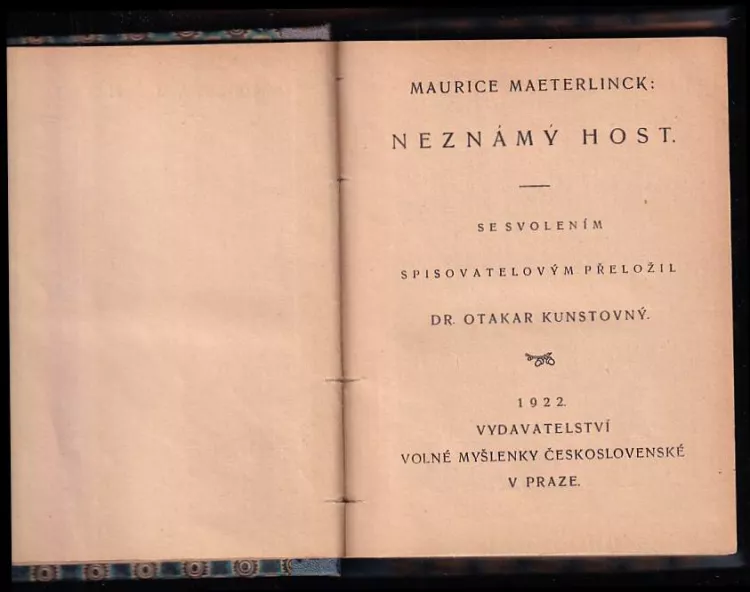 MAURICE MAETERLINCK:
NEZNÁMÝ HOST.
SE SVOLENÍM
SPISOVATELOVÝM PŘELOŽIL
DR. OTAKAR KUNSTOVNÝ.
1922.
VYDAVATELSTVÍ
VOLNÉ MYŠLENKY ČESKOSLOVENSKÉ
V PRAZE.